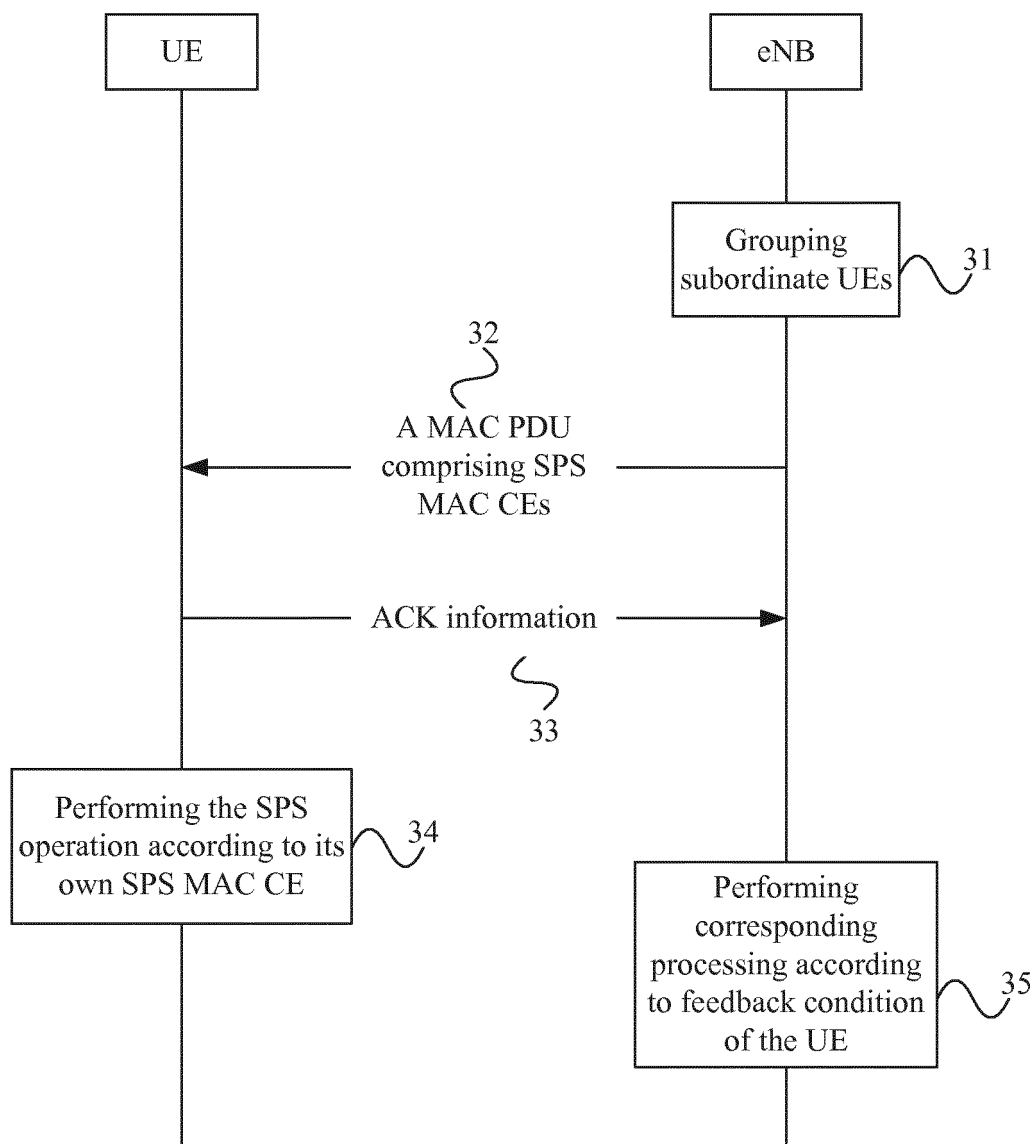 UE
eNB
Grouping
subordinate UEs
31
32
A MAC PDU
comprising SPS
MAC CEs
ACK information
33
Performing the SPS
operation according to its
own SPS MAC CE
34
Performing
corresponding
processing according
to feedback condition
of the UE
35